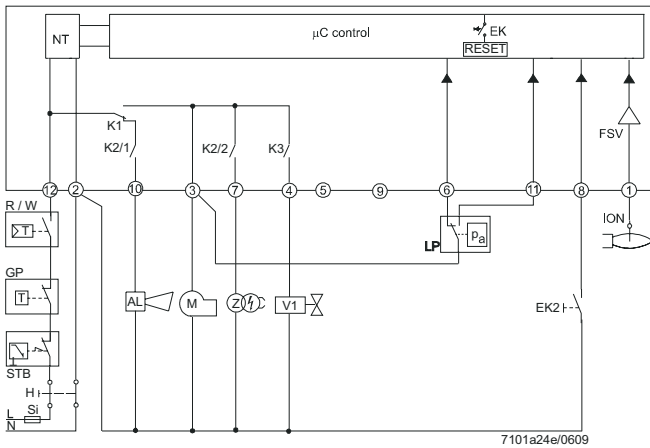 NT
µC control
EK
RESET
FSV
K1
K2/1
K2/2
K3
12
2
10
3
7
4
5
9
6
11
8
1
R / W
T
GP
T
STB
H
Si
L
N
AL
M
Z
V1
LP
pa
ION
EK2
7101a24e/0609